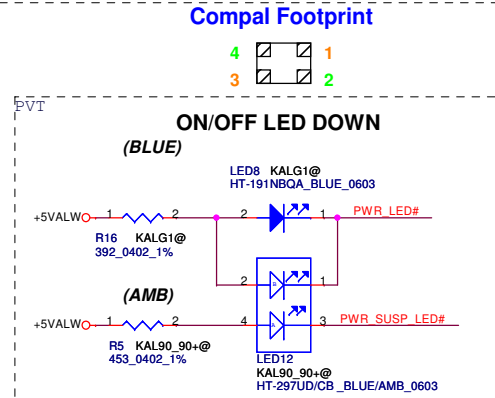 Compal Footprint
4 1
3 2
PVT
ON/OFF LED DOWN
(BLUE)
LED8 KALG1@
HT-191NBQA_BLUE_0603
+5VALW 1 2 2 1 PWR_LED#
R16 KALG1@
392_0402_1%
2 B 1
(AMB)
+5VALW 1 2 4 A 3 PWR_SUSP_LED#
R5 KAL90_90+@
453_0402_1%
LED12
KAL90_90+@
HT-297UD/CB _BLUE/AMB_0603